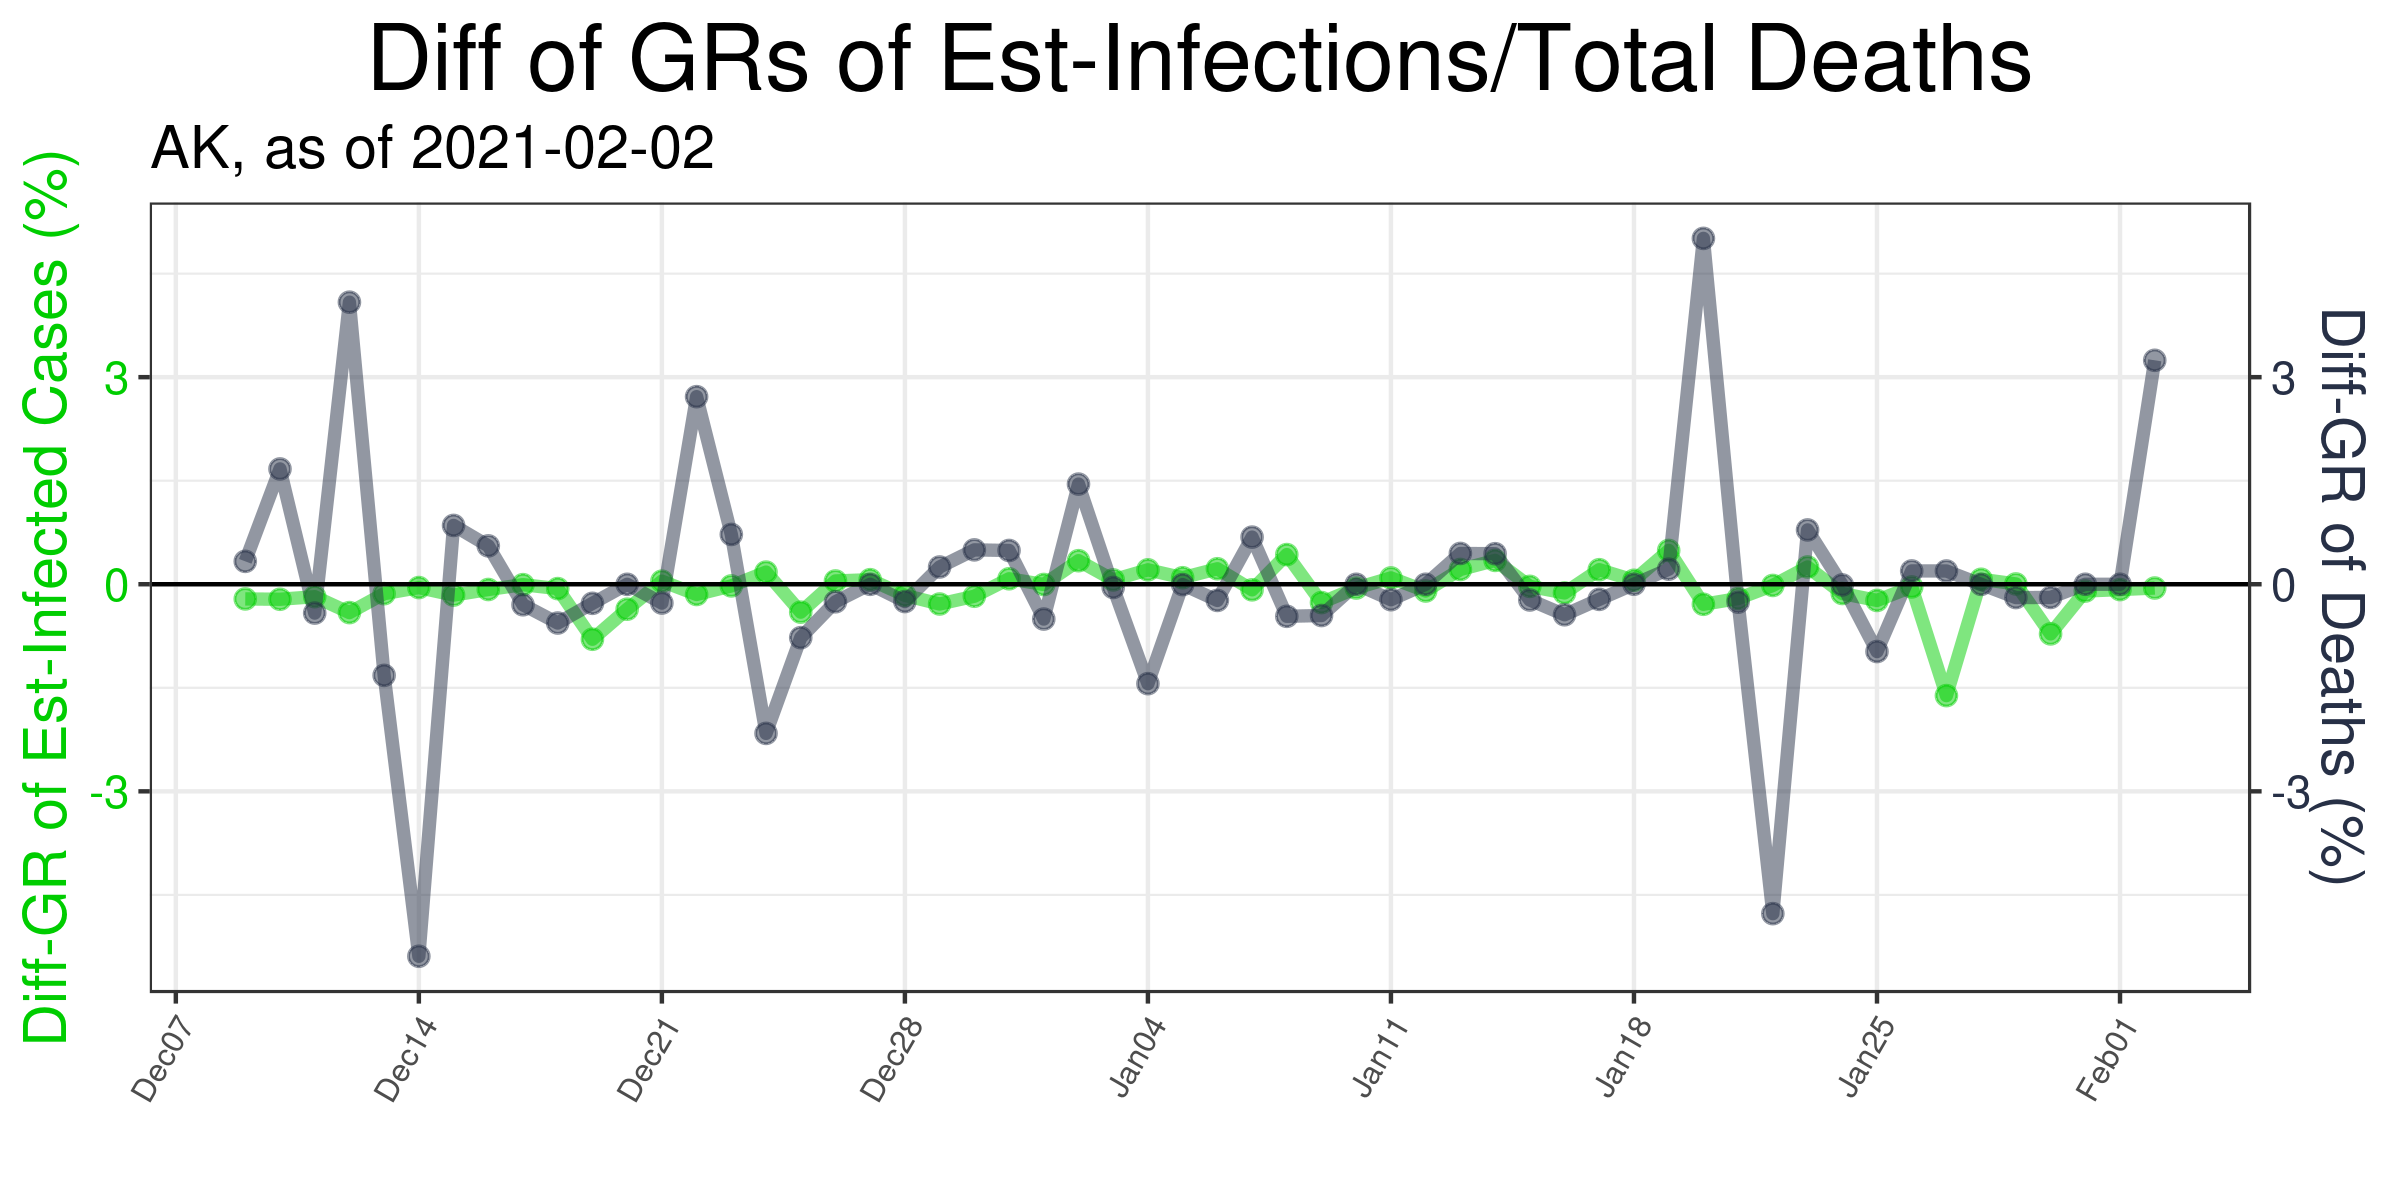 Diff of GRs of Est-Infections/Total Deaths
AK, as of 2021-02-02
Diff-GR of Est-Infected Cases (%)
3
0
-3
3
0
-3
Diff-GR of Deaths (%)
Dec07
Dec14
Dec21
Dec28
Jan04
Jan11
Jan18
Jan25
Feb01